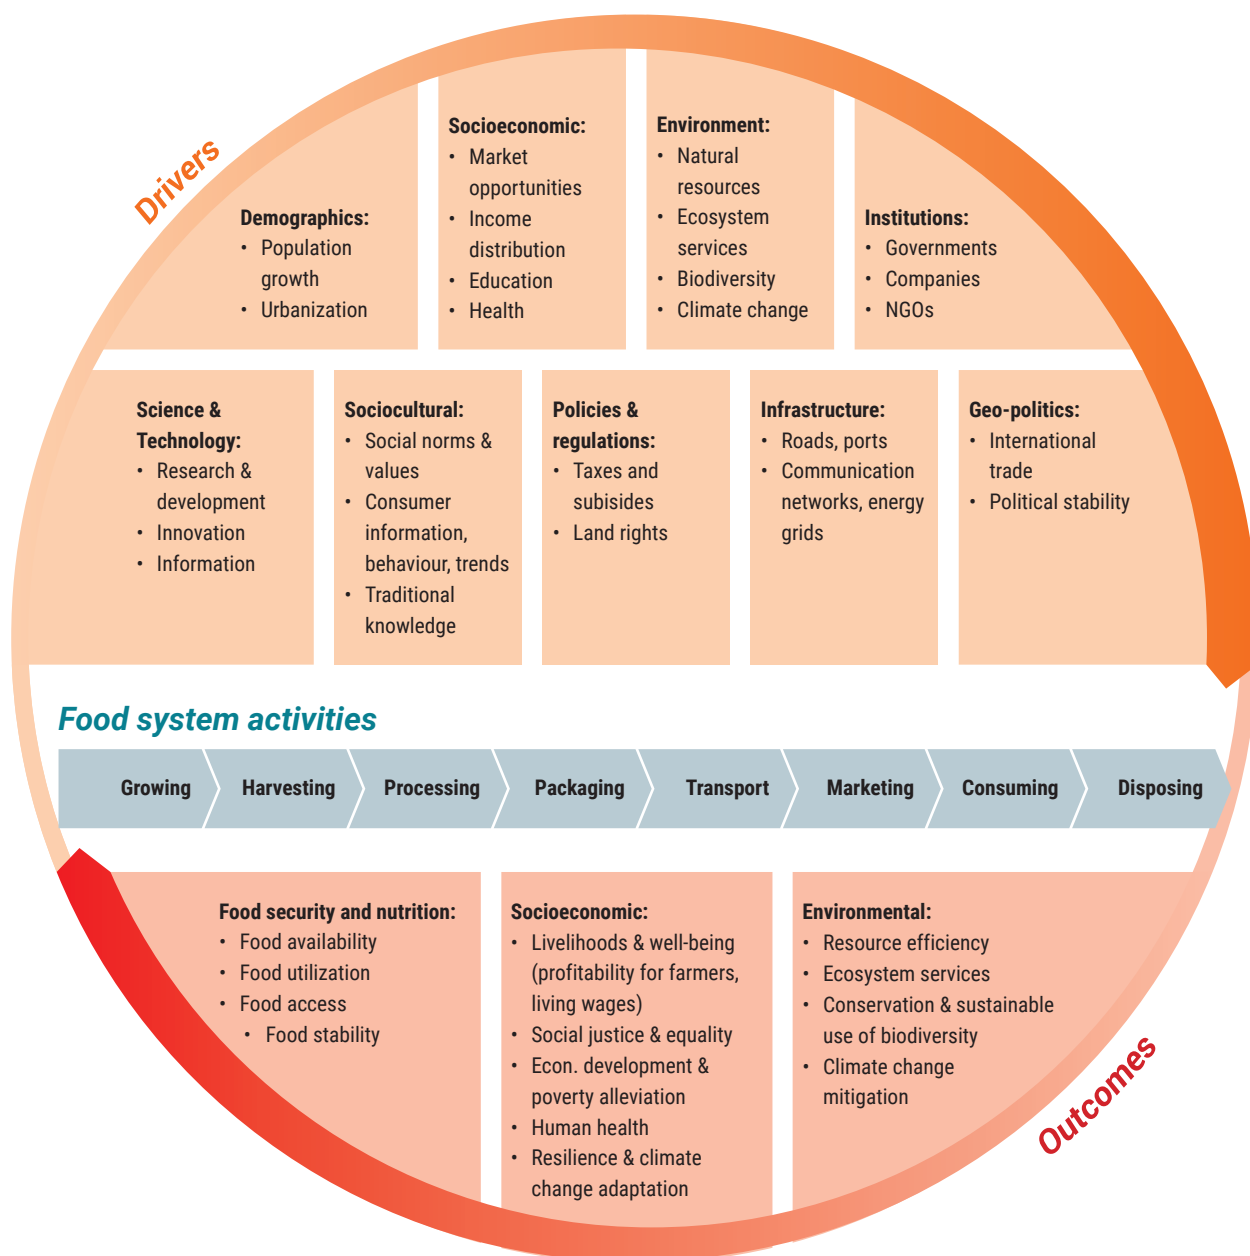 Drivers
Demographics:
• Population
growth
• Urbanization
Socioeconomic:
• Market
opportunities
• Income
distribution
• Education
• Health
Environment:
• Natural
resources
• Ecosystem
services
• Biodiversity
• Climate change
Institutions:
• Governments
• Companies
• NGOs
Science &
Technology:
• Research &
development
• Innovation
• Information
Sociocultural:
• Social norms &
values
• Consumer
information,
behaviour, trends
• Traditional
knowledge
Policies &
regulations:
• Taxes and
subisides
• Land rights
Infrastructure:
• Roads, ports
• Communication
networks, energy
grids
Geo-politics:
• International
trade
• Political stability
Food system activities
Growing
Harvesting
Processing
Packaging
Transport
Marketing
Consuming
Disposing
Food security and nutrition:
• Food availability
• Food utilization
• Food access
• Food stability
Socioeconomic:
• Livelihoods & well-being
(profitability for farmers,
living wages)
• Social justice & equality
• Econ. development &
poverty alleviation
• Human health
• Resilience & climate
change adaptation
Environmental:
• Resource efficiency
• Ecosystem services
• Conservation & sustainable
use of biodiversity
• Climate change
mitigation
Outcomes